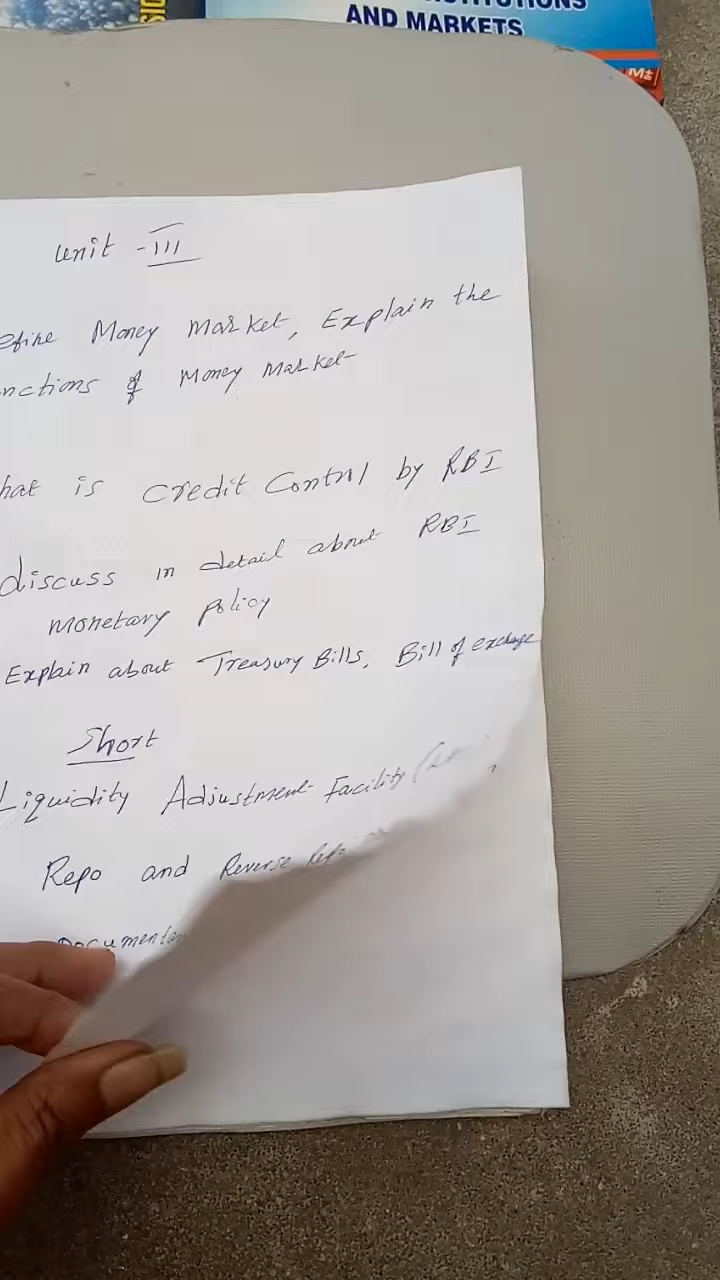 AND MARKETS
Unit - III
efine Money Market, Explain the
nctions of Money Market
hat is credit Control by RBI
discuss in detail about RBI
monetary policy
Explain about Treasury Bills, Bill of exchange
Short
Liquidity Adjustment Facility
Repo and Reverse Repo